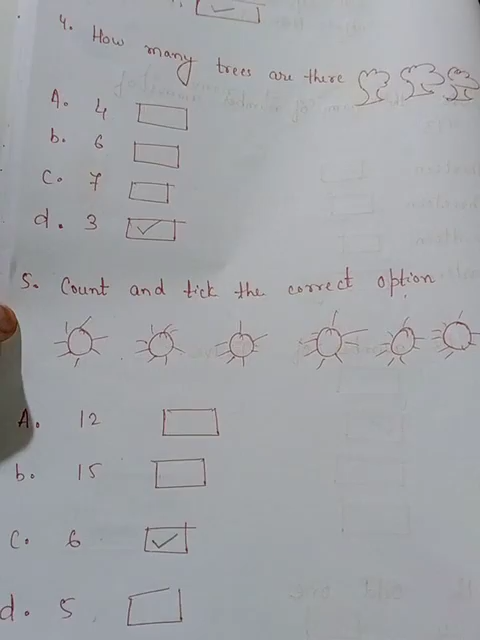 4. How many trees are there
A. 4
b. 6
C. 7
d. 3
5. Count and tick the correct option
A. 12
b. 15
C. 6
d. 5